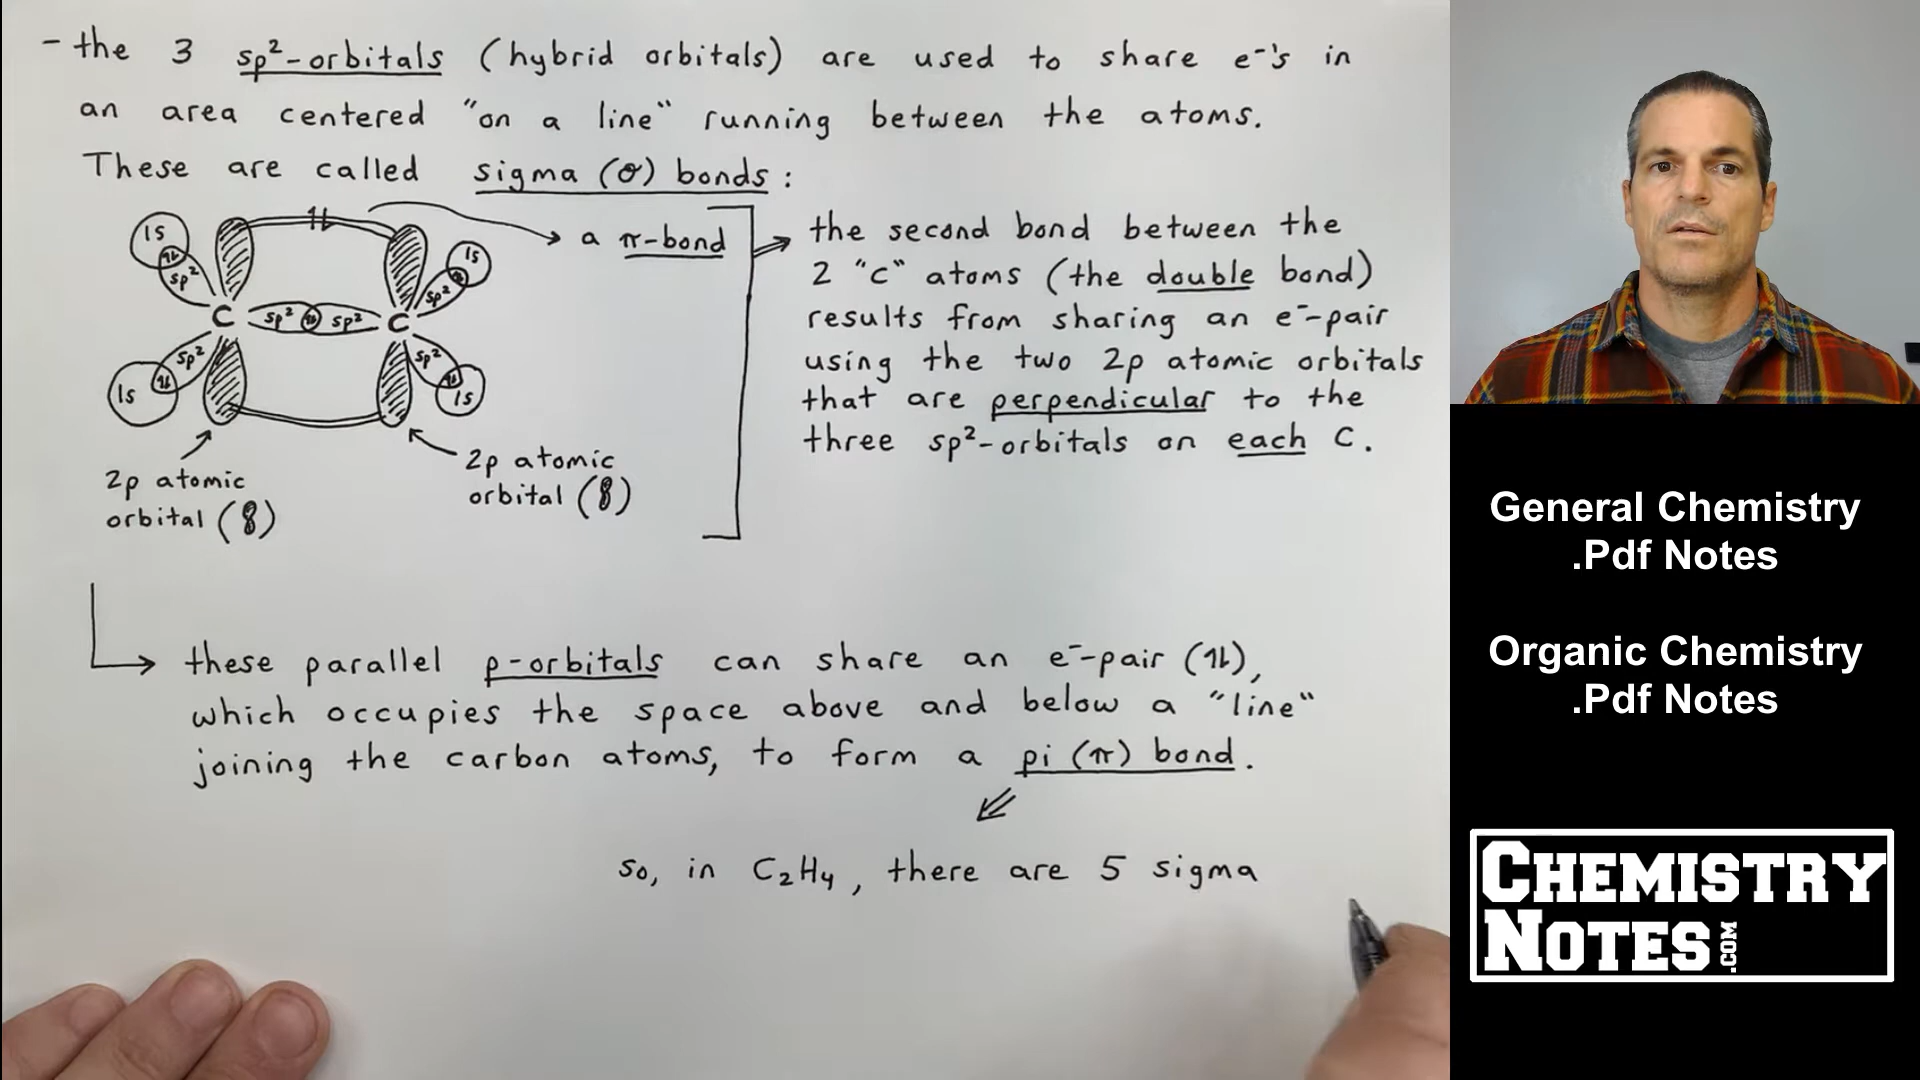 - the 3 sp²-orbitals (hybrid orbitals) are used to share e⁻'s in
an area centered "on a line" running between the atoms.
These are called sigma (σ) bonds:
1s
sp²
C
sp²
1s
sp²
sp²
C
1s
sp²
sp²
1s
a π-bond
the second bond between the
2 "C" atoms (the double bond)
results from sharing an e⁻-pair
using the two 2p atomic orbitals
that are perpendicular to the
three sp²-orbitals on each C.
2p atomic
orbital (8)
2p atomic
orbital (8)
these parallel p-orbitals can share an e⁻-pair (⥮),
which occupies the space above and below a "line"
joining the carbon atoms, to form a pi (π) bond.
so, in C₂H₄, there are 5 sigma
General Chemistry
.Pdf Notes
Organic Chemistry
.Pdf Notes
CHEMISTRY
NOTES.COM